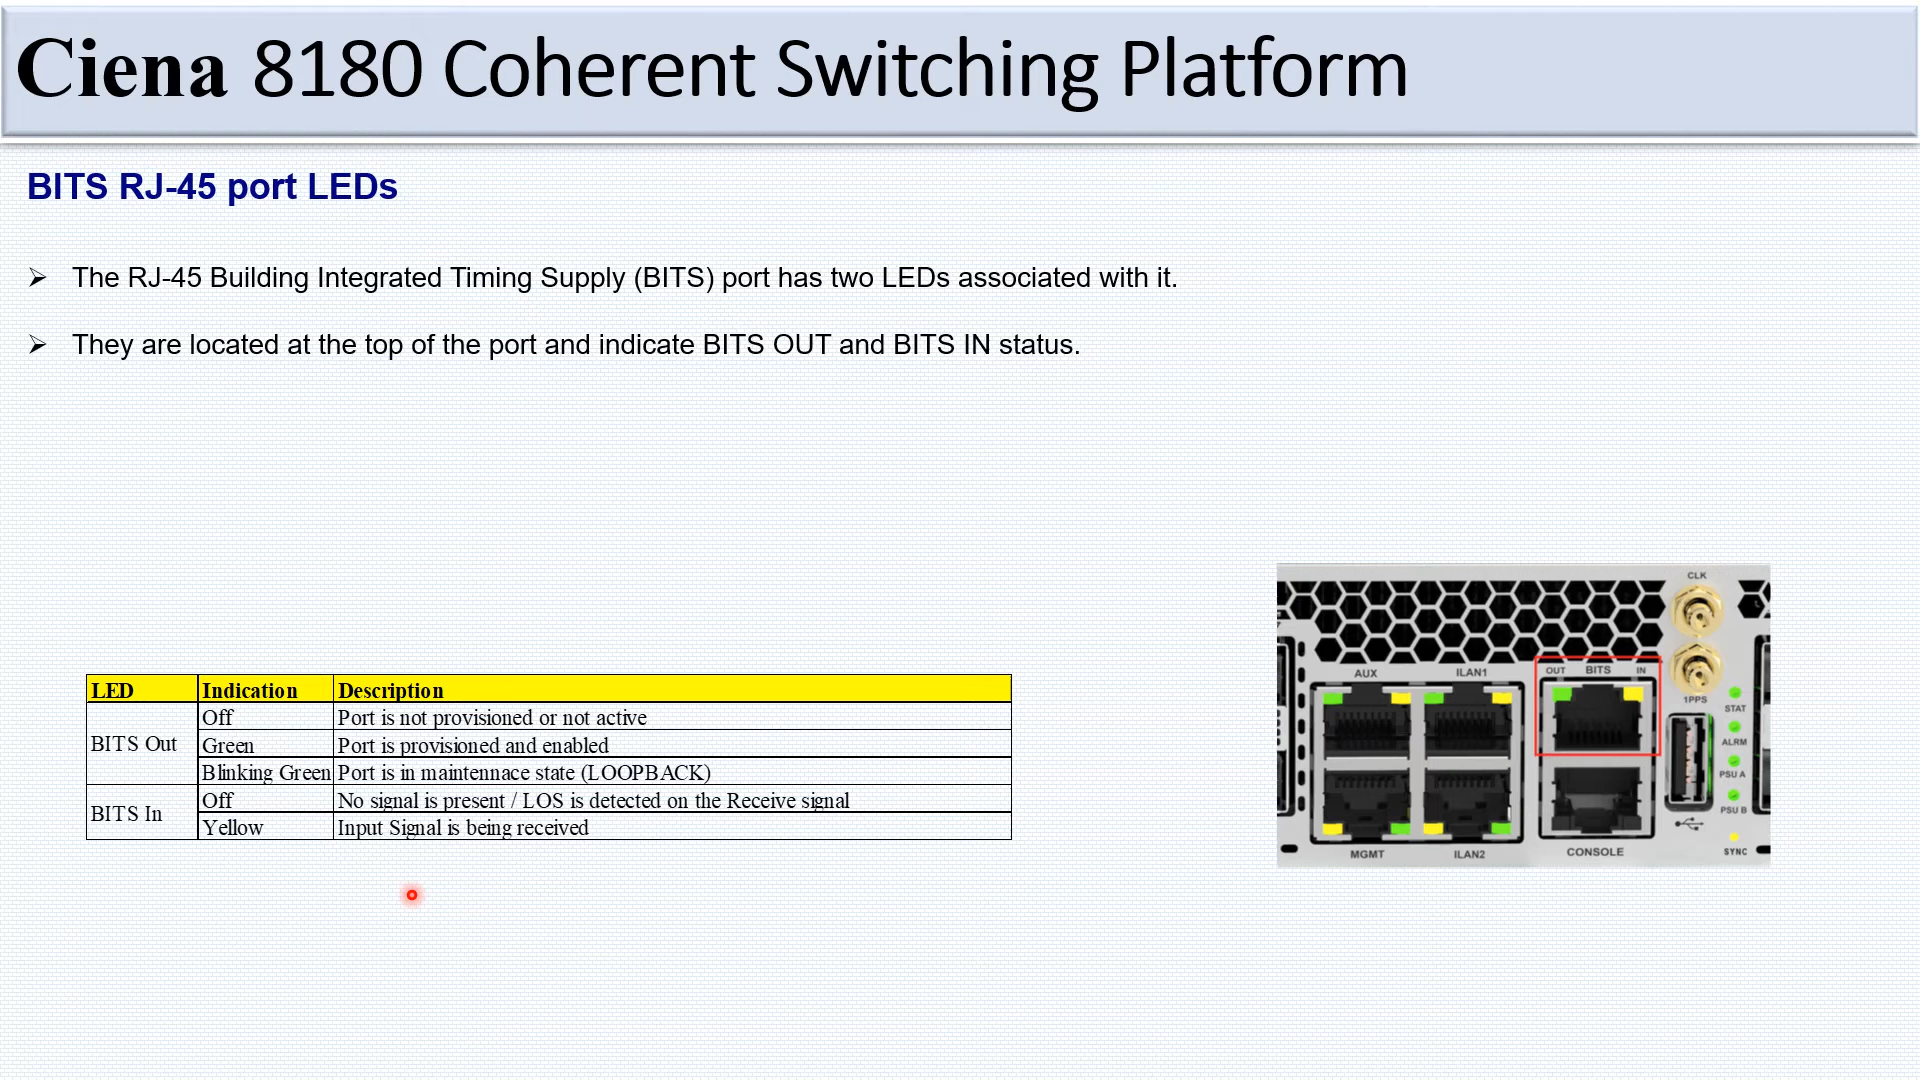 Ciena 8180 Coherent Switching Platform
BITS RJ-45 port LEDs
The RJ-45 Building Integrated Timing Supply (BITS) port has two LEDs associated with it.
They are located at the top of the port and indicate BITS OUT and BITS IN status.
LED Indication Description
BITS Out
Off Port is not provisioned or not active
Green Port is provisioned and enabled
Blinking Green Port is in maintennace state (LOOPBACK)
BITS In
Off No signal is present / LOS is detected on the Receive signal
Yellow Input Signal is being received
CLK
AUX ILAN1 OUT BITS IN
1PPS
STAT
ALRM
PSU A
PSU B
MGMT ILAN2 CONSOLE SYNC